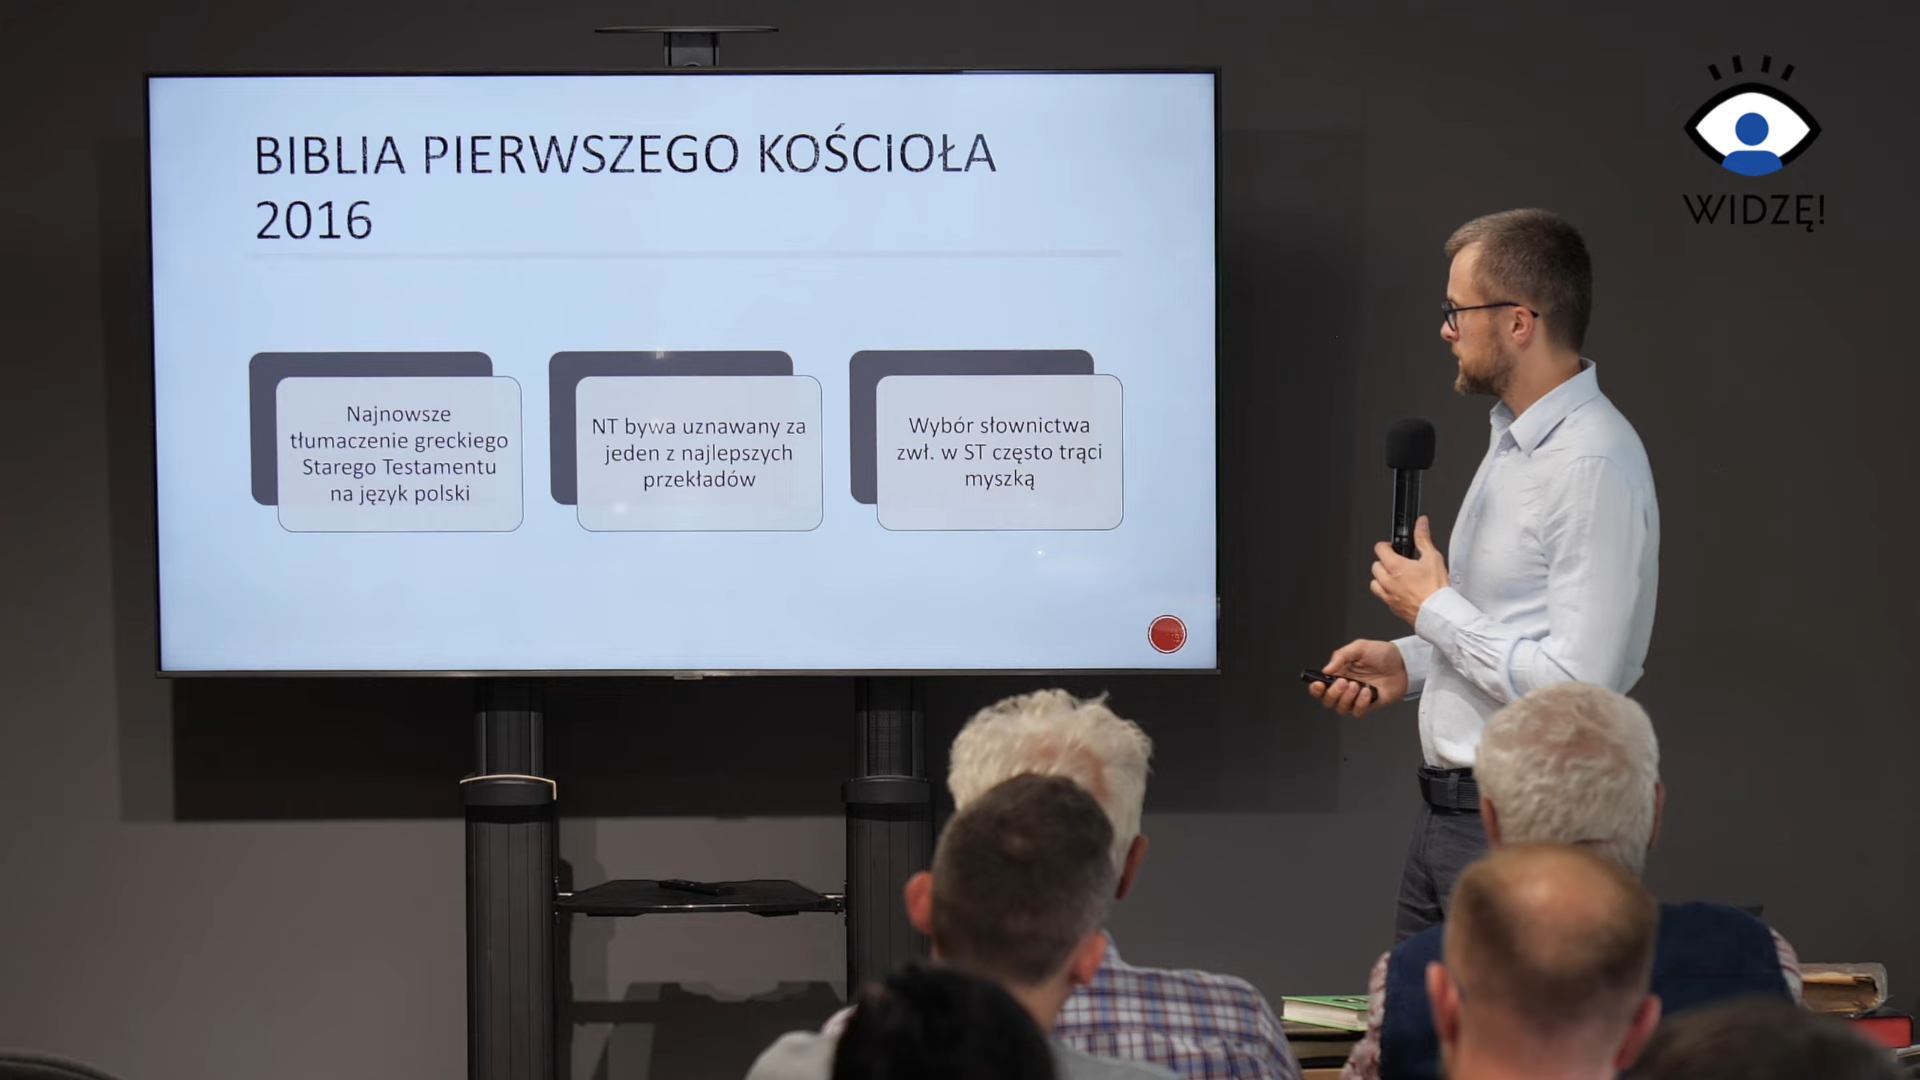 BIBLIA PIERWSZEGO KOŚCIOŁA
2016
Najnowsze
tłumaczenie greckiego
Starego Testamentu
na język polski
NT bywa uznawany za
jeden z najlepszych
przekładów
Wybór słownictwa
zwł. w ST często trąci
myszką
WIDZĘ!